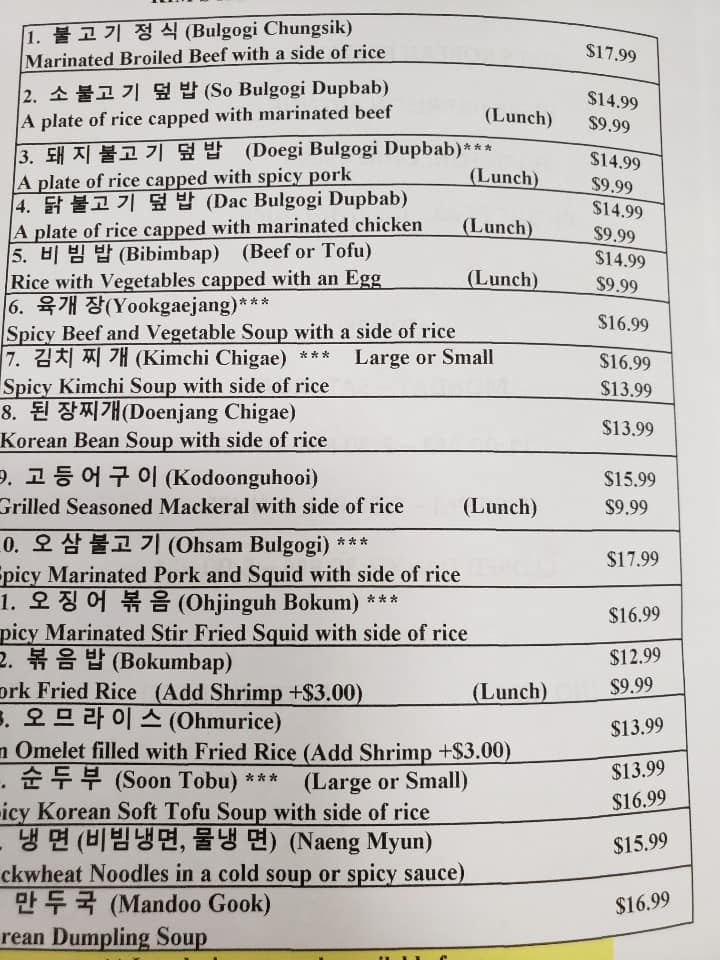 1. 불고기 정식 (Bulgogi Chungsik)
Marinated Broiled Beef with a side of rice $17.99
2. 소 불고기 덮밥 (So Bulgogi Dupbab) $14.99
A plate of rice capped with marinated beef (Lunch) $9.99
3. 돼지불고기 덮밥 (Doegi Bulgogi Dupbab)*** $14.99
A plate of rice capped with spicy pork (Lunch) $9.99
4. 닭 불고기 덮밥 (Dac Bulgogi Dupbab) $14.99
A plate of rice capped with marinated chicken (Lunch) $9.99
5. 비빔밥 (Bibimbap) (Beef or Tofu) $14.99
Rice with Vegetables capped with an Egg (Lunch) $9.99
6. 육개장(Yookgaejang)***
Spicy Beef and Vegetable Soup with a side of rice $16.99
7. 김치 찌개 (Kimchi Chigae) *** Large or Small $16.99
Spicy Kimchi Soup with side of rice $13.99
8. 된 장찌개(Doenjang Chigae)
Korean Bean Soup with side of rice $13.99
9. 고등어구이 (Kodoonguhooi) $15.99
Grilled Seasoned Mackeral with side of rice (Lunch) $9.99
0. 오삼불고기 (Ohsam Bulgogi) ***
Spicy Marinated Pork and Squid with side of rice $17.99
1. 오징어 볶음 (Ohjinguh Bokum) ***
picy Marinated Stir Fried Squid with side of rice $16.99
2. 볶음밥 (Bokumbap) $12.99
ork Fried Rice (Add Shrimp +$3.00) (Lunch) $9.99
. 오므라이스 (Ohmurice)
n Omelet filled with Fried Rice (Add Shrimp +$3.00) $13.99
. 순두부 (Soon Tobu) *** (Large or Small) $13.99
icy Korean Soft Tofu Soup with side of rice $16.99
냉면 (비빔냉면, 물냉면) (Naeng Myun)
ckwheat Noodles in a cold soup or spicy sauce) $15.99
만두국 (Mandoo Gook)
rean Dumpling Soup $16.99